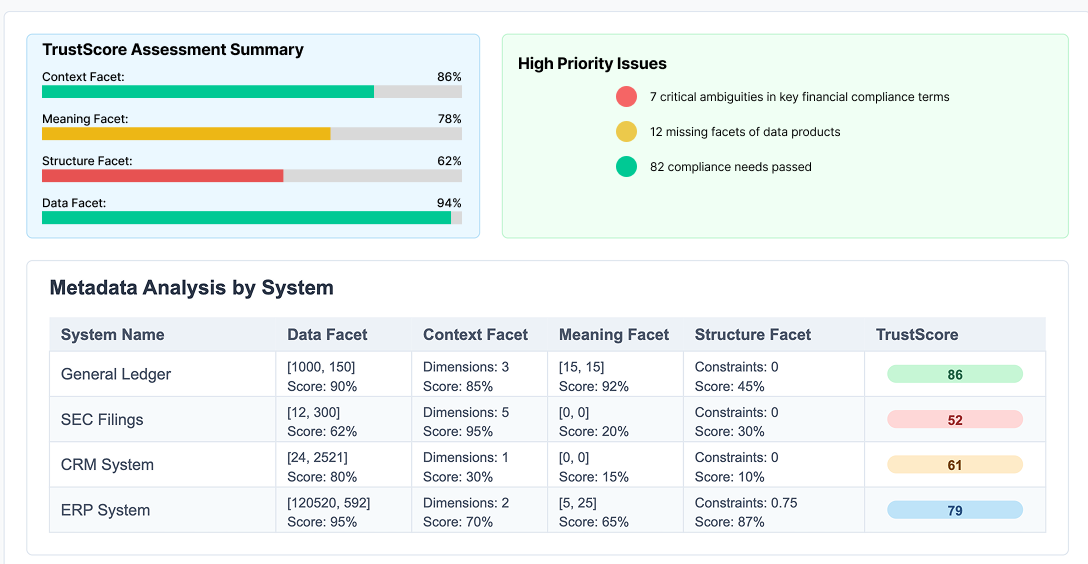 TrustScore Assessment Summary
Context Facet: 86%
Meaning Facet: 78%
Structure Facet: 62%
Data Facet: 94%
High Priority Issues
7 critical ambiguities in key financial compliance terms
12 missing facets of data products
82 compliance needs passed
Metadata Analysis by System
System Name Data Facet Context Facet Meaning Facet Structure Facet TrustScore
General Ledger [1000, 150] Dimensions: 3 [15, 15] Constraints: 0 86
Score: 90% Score: 85% Score: 92% Score: 45%
SEC Filings [12, 300] Dimensions: 5 [0, 0] Constraints: 0 52
Score: 62% Score: 95% Score: 20% Score: 30%
CRM System [24, 2521] Dimensions: 1 [0, 0] Constraints: 0 61
Score: 80% Score: 30% Score: 15% Score: 10%
ERP System [120520, 592] Dimensions: 2 [5, 25] Constraints: 0.75 79
Score: 95% Score: 70% Score: 65% Score: 87%